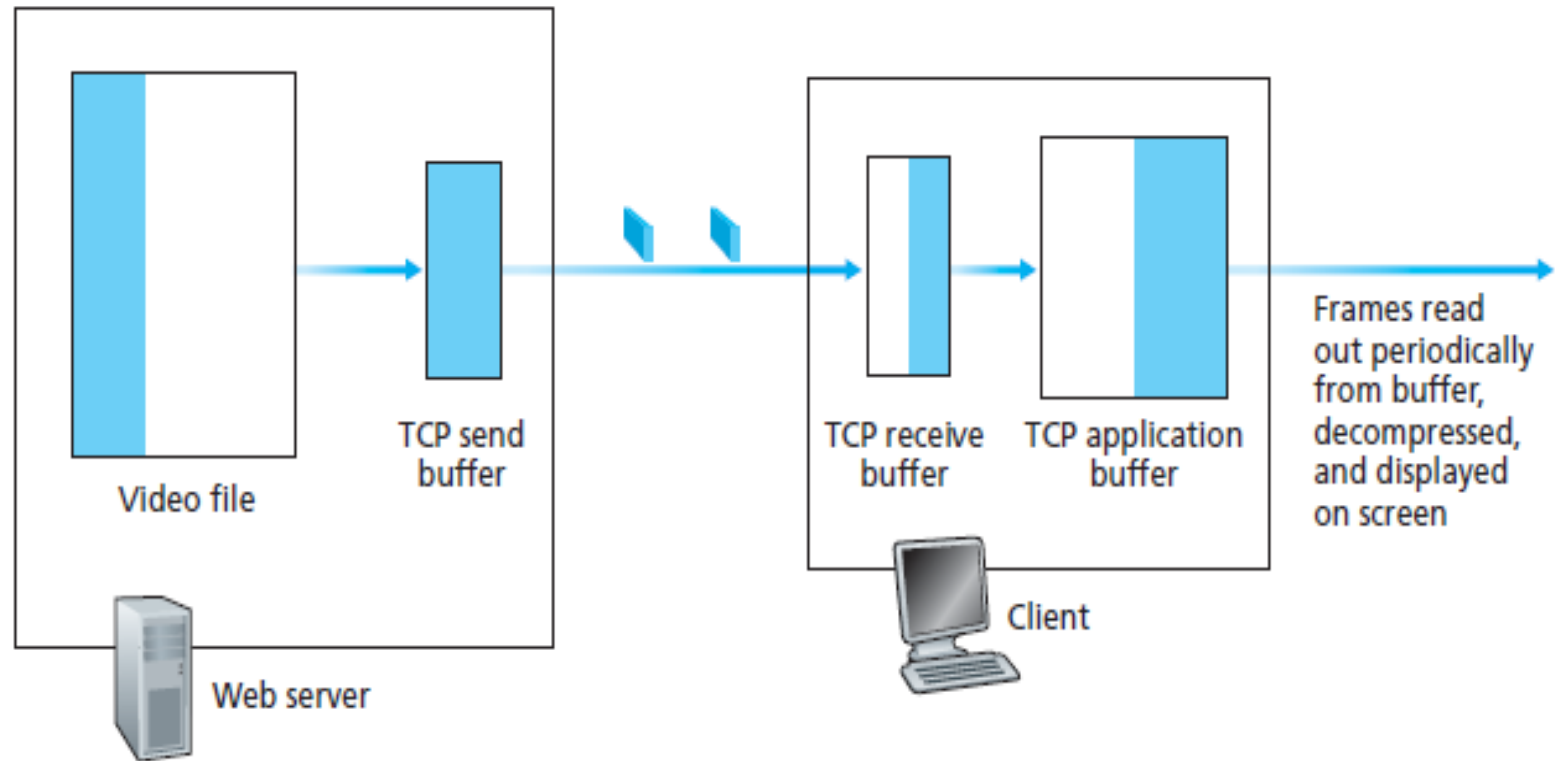 Video file
TCP send
buffer
Web server
TCP receive
buffer
TCP application
buffer
Client
Frames read
out periodically
from buffer,
decompressed,
and displayed
on screen